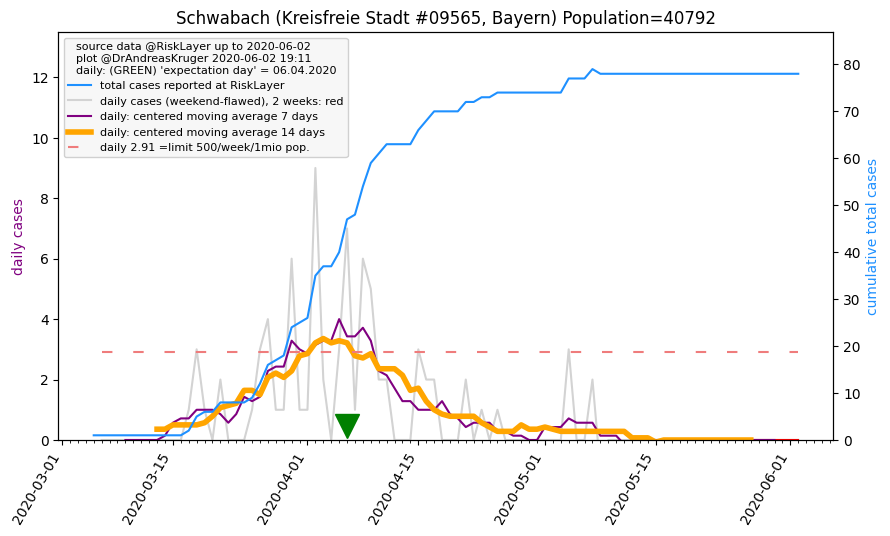 Schwabach (Kreisfreie Stadt #09565, Bayern) Population=40792
source data @RiskLayer up to 2020-06-02
plot @DrAndreasKruger 2020-06-02 19:11
daily: (GREEN) 'expectation day' = 06.04.2020
total cases reported at RiskLayer
daily cases (weekend-flawed), 2 weeks: red
daily: centered moving average 7 days
daily: centered moving average 14 days
daily 2.91 =limit 500/week/1mio pop.
daily cases
12
10
8
6
4
2
0
80
70
60
50
40
30
20
10
0
cumulative total cases
2020-03-01
2020-03-15
2020-04-01
2020-04-15
2020-05-01
2020-05-15
2020-06-01